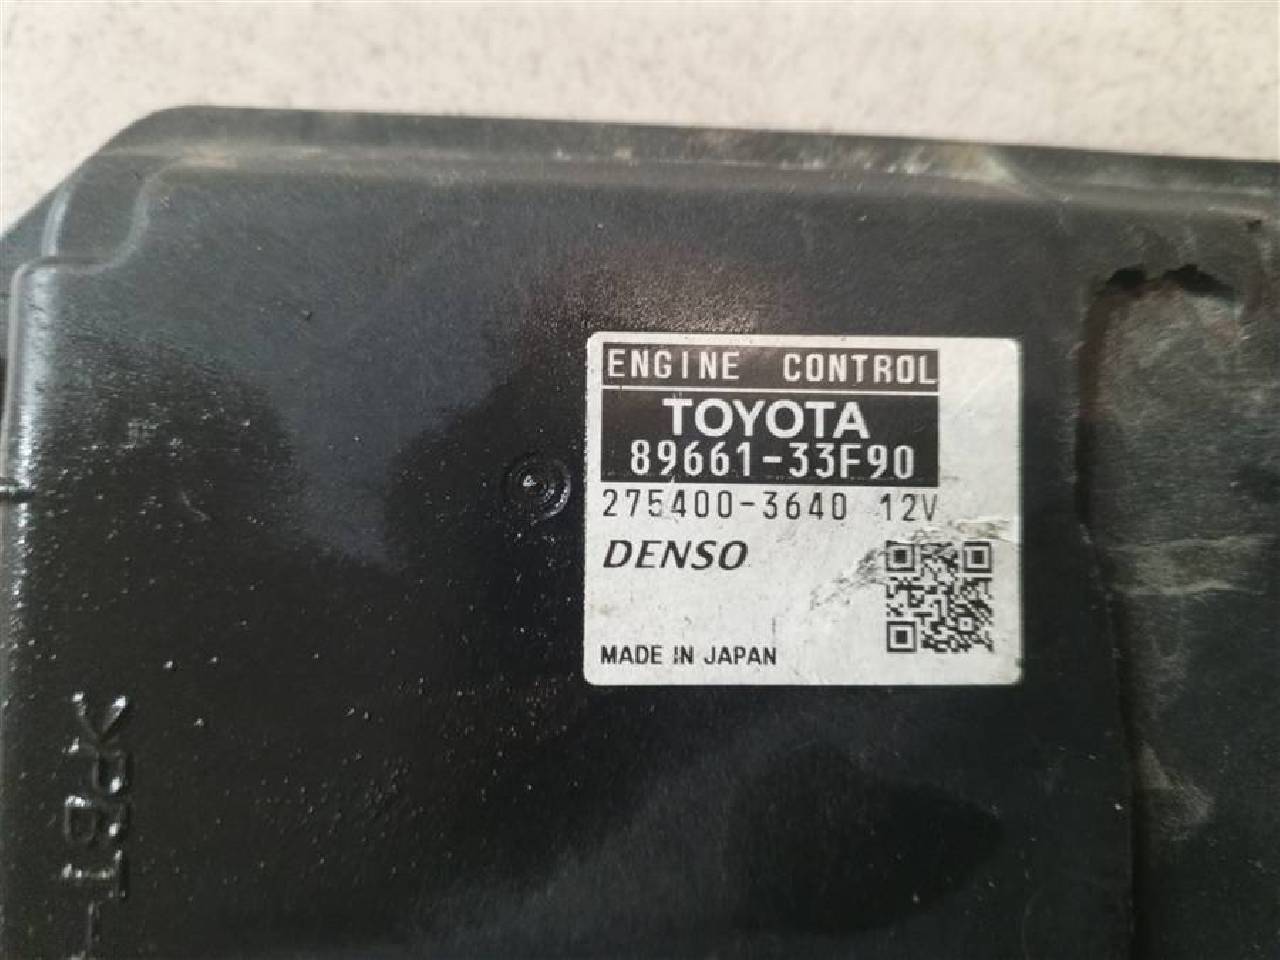 ENGINE CONTROL
TOYOTA
89661-33F90
275400-3640 12V
DENSO
MADE IN JAPAN